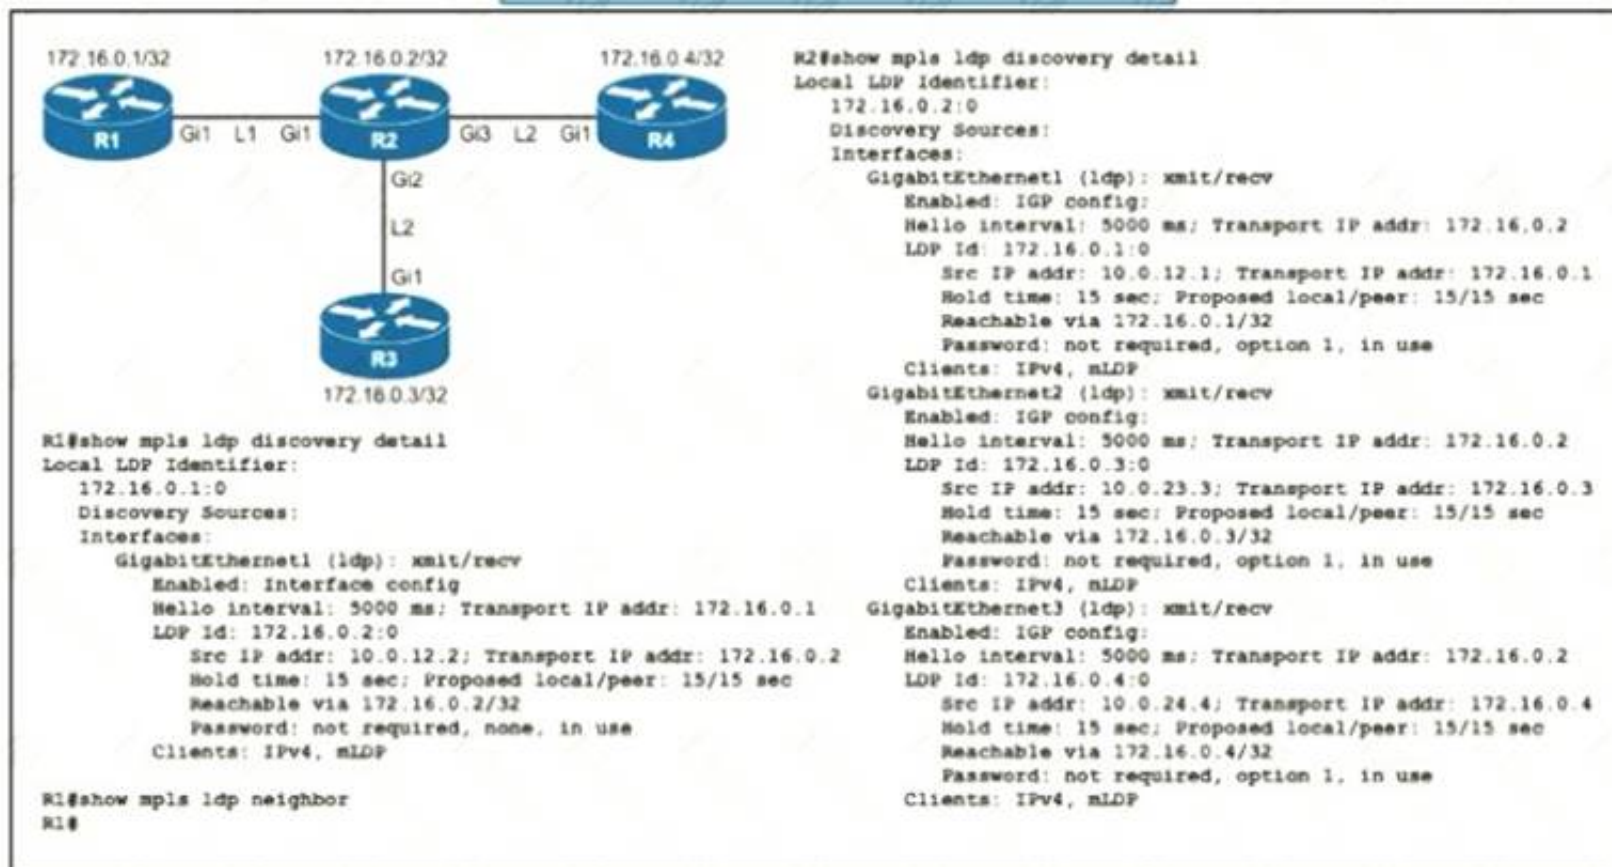 172.16.0.1/32
172.16.0.2/32
172.16.0.4/32
R1
Gi1
L1
Gi1
R2
Gi3
L2
Gi1
R4
Gi2
L2
Gi1
R3
172.16.0.3/32
R1#show mpls ldp discovery detail
Local LDP Identifier:
172.16.0.1:0
Discovery Sources:
Interfaces:
GigabitEthernet1 (ldp): xmit/recv
Enabled: Interface config
Hello interval: 5000 ms; Transport IP addr: 172.16.0.1
LDP Id: 172.16.0.2:0
Src IP addr: 10.0.12.2; Transport IP addr: 172.16.0.2
Hold time: 15 sec; Proposed local/peer: 15/15 sec
Reachable via 172.16.0.2/32
Password: not required, none, in use
Clients: IPv4, mLDP
R1#show mpls ldp neighbor
R1#
R2#show mpls ldp discovery detail
Local LDP Identifier:
172.16.0.2:0
Discovery Sources:
Interfaces:
GigabitEthernet1 (ldp): xmit/recv
Enabled: IGP config;
Hello interval: 5000 ms; Transport IP addr: 172.16.0.2
LDP Id: 172.16.0.1:0
Src IP addr: 10.0.12.1; Transport IP addr: 172.16.0.1
Hold time: 15 sec; Proposed local/peer: 15/15 sec
Reachable via 172.16.0.1/32
Password: not required, option 1, in use
Clients: IPv4, mLDP
GigabitEthernet2 (ldp): xmit/recv
Enabled: IGP config;
Hello interval: 5000 ms; Transport IP addr: 172.16.0.2
LDP Id: 172.16.0.3:0
Src IP addr: 10.0.23.3; Transport IP addr: 172.16.0.3
Hold time: 15 sec; Proposed local/peer: 15/15 sec
Reachable via 172.16.0.3/32
Password: not required, option 1, in use
Clients: IPv4, mLDP
GigabitEthernet3 (ldp): xmit/recv
Enabled: IGP config;
Hello interval: 5000 ms; Transport IP addr: 172.16.0.2
LDP Id: 172.16.0.4:0
Src IP addr: 10.0.24.4; Transport IP addr: 172.16.0.4
Hold time: 15 sec; Proposed local/peer: 15/15 sec
Reachable via 172.16.0.4/32
Password: not required, option 1, in use
Clients: IPv4, mLDP